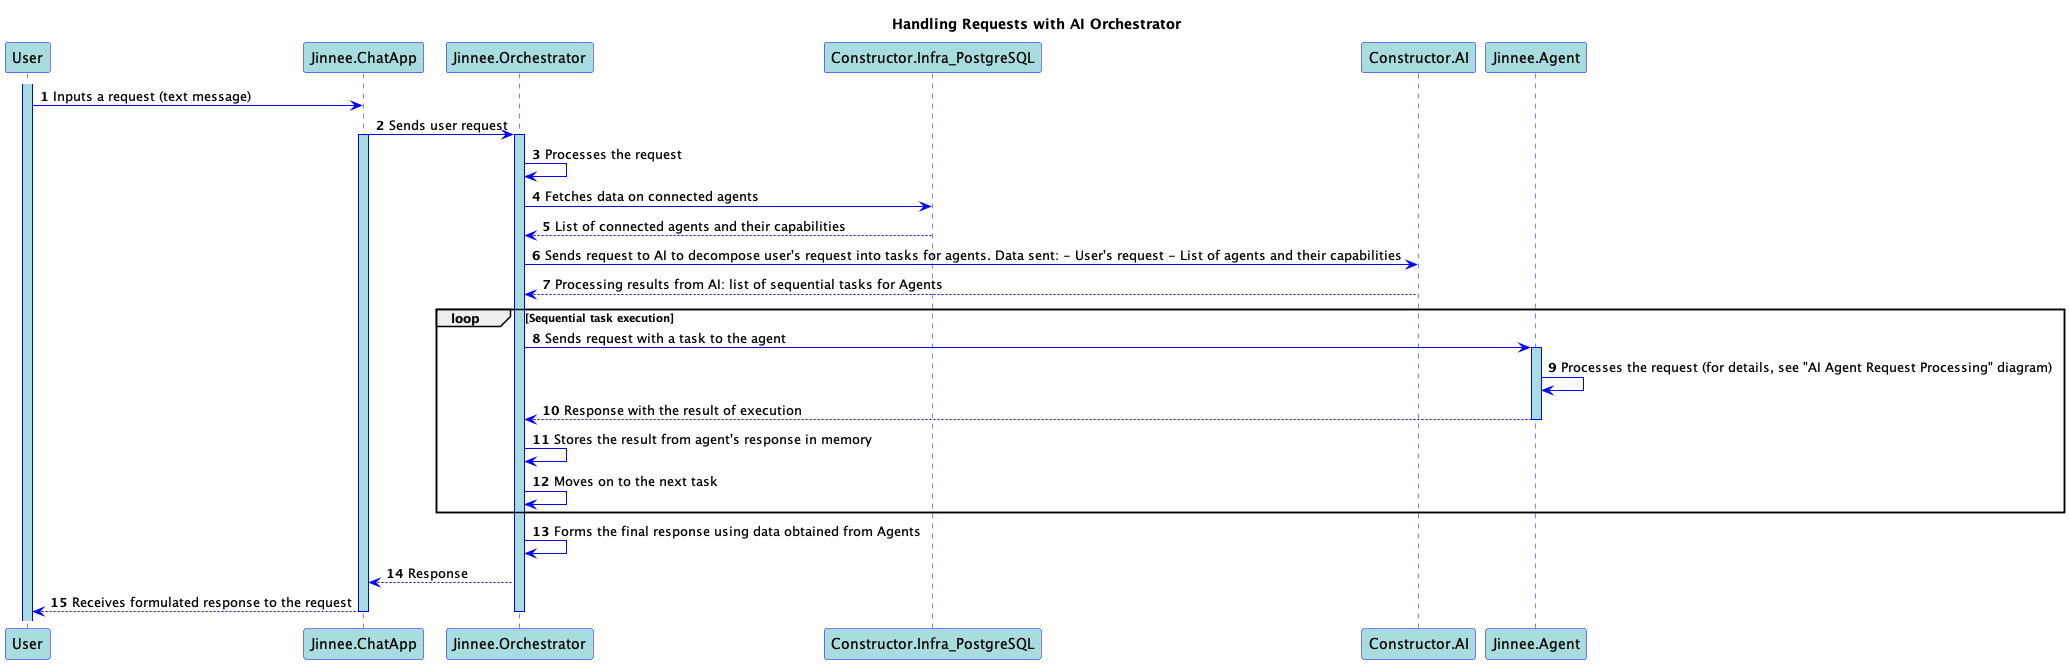 Handling Requests with AI Orchestrator
User
Jinnee.ChatApp
Jinnee.Orchestrator
Constructor.Infra_PostgreSQL
Constructor.AI
Jinnee.Agent
1 Inputs a request (text message)
2 Sends user request
3 Processes the request
4 Fetches data on connected agents
5 List of connected agents and their capabilities
6 Sends request to AI to decompose user's request into tasks for agents. Data sent: - User's request - List of agents and their capabilities
7 Processing results from AI: list of sequential tasks for Agents
loop
[Sequential task execution]
8 Sends request with a task to the agent
9 Processes the request (for details, see "AI Agent Request Processing" diagram)
10 Response with the result of execution
11 Stores the result from agent's response in memory
12 Moves on to the next task
13 Forms the final response using data obtained from Agents
14 Response
15 Receives formulated response to the request
User
Jinnee.ChatApp
Jinnee.Orchestrator
Constructor.Infra_PostgreSQL
Constructor.AI
Jinnee.Agent